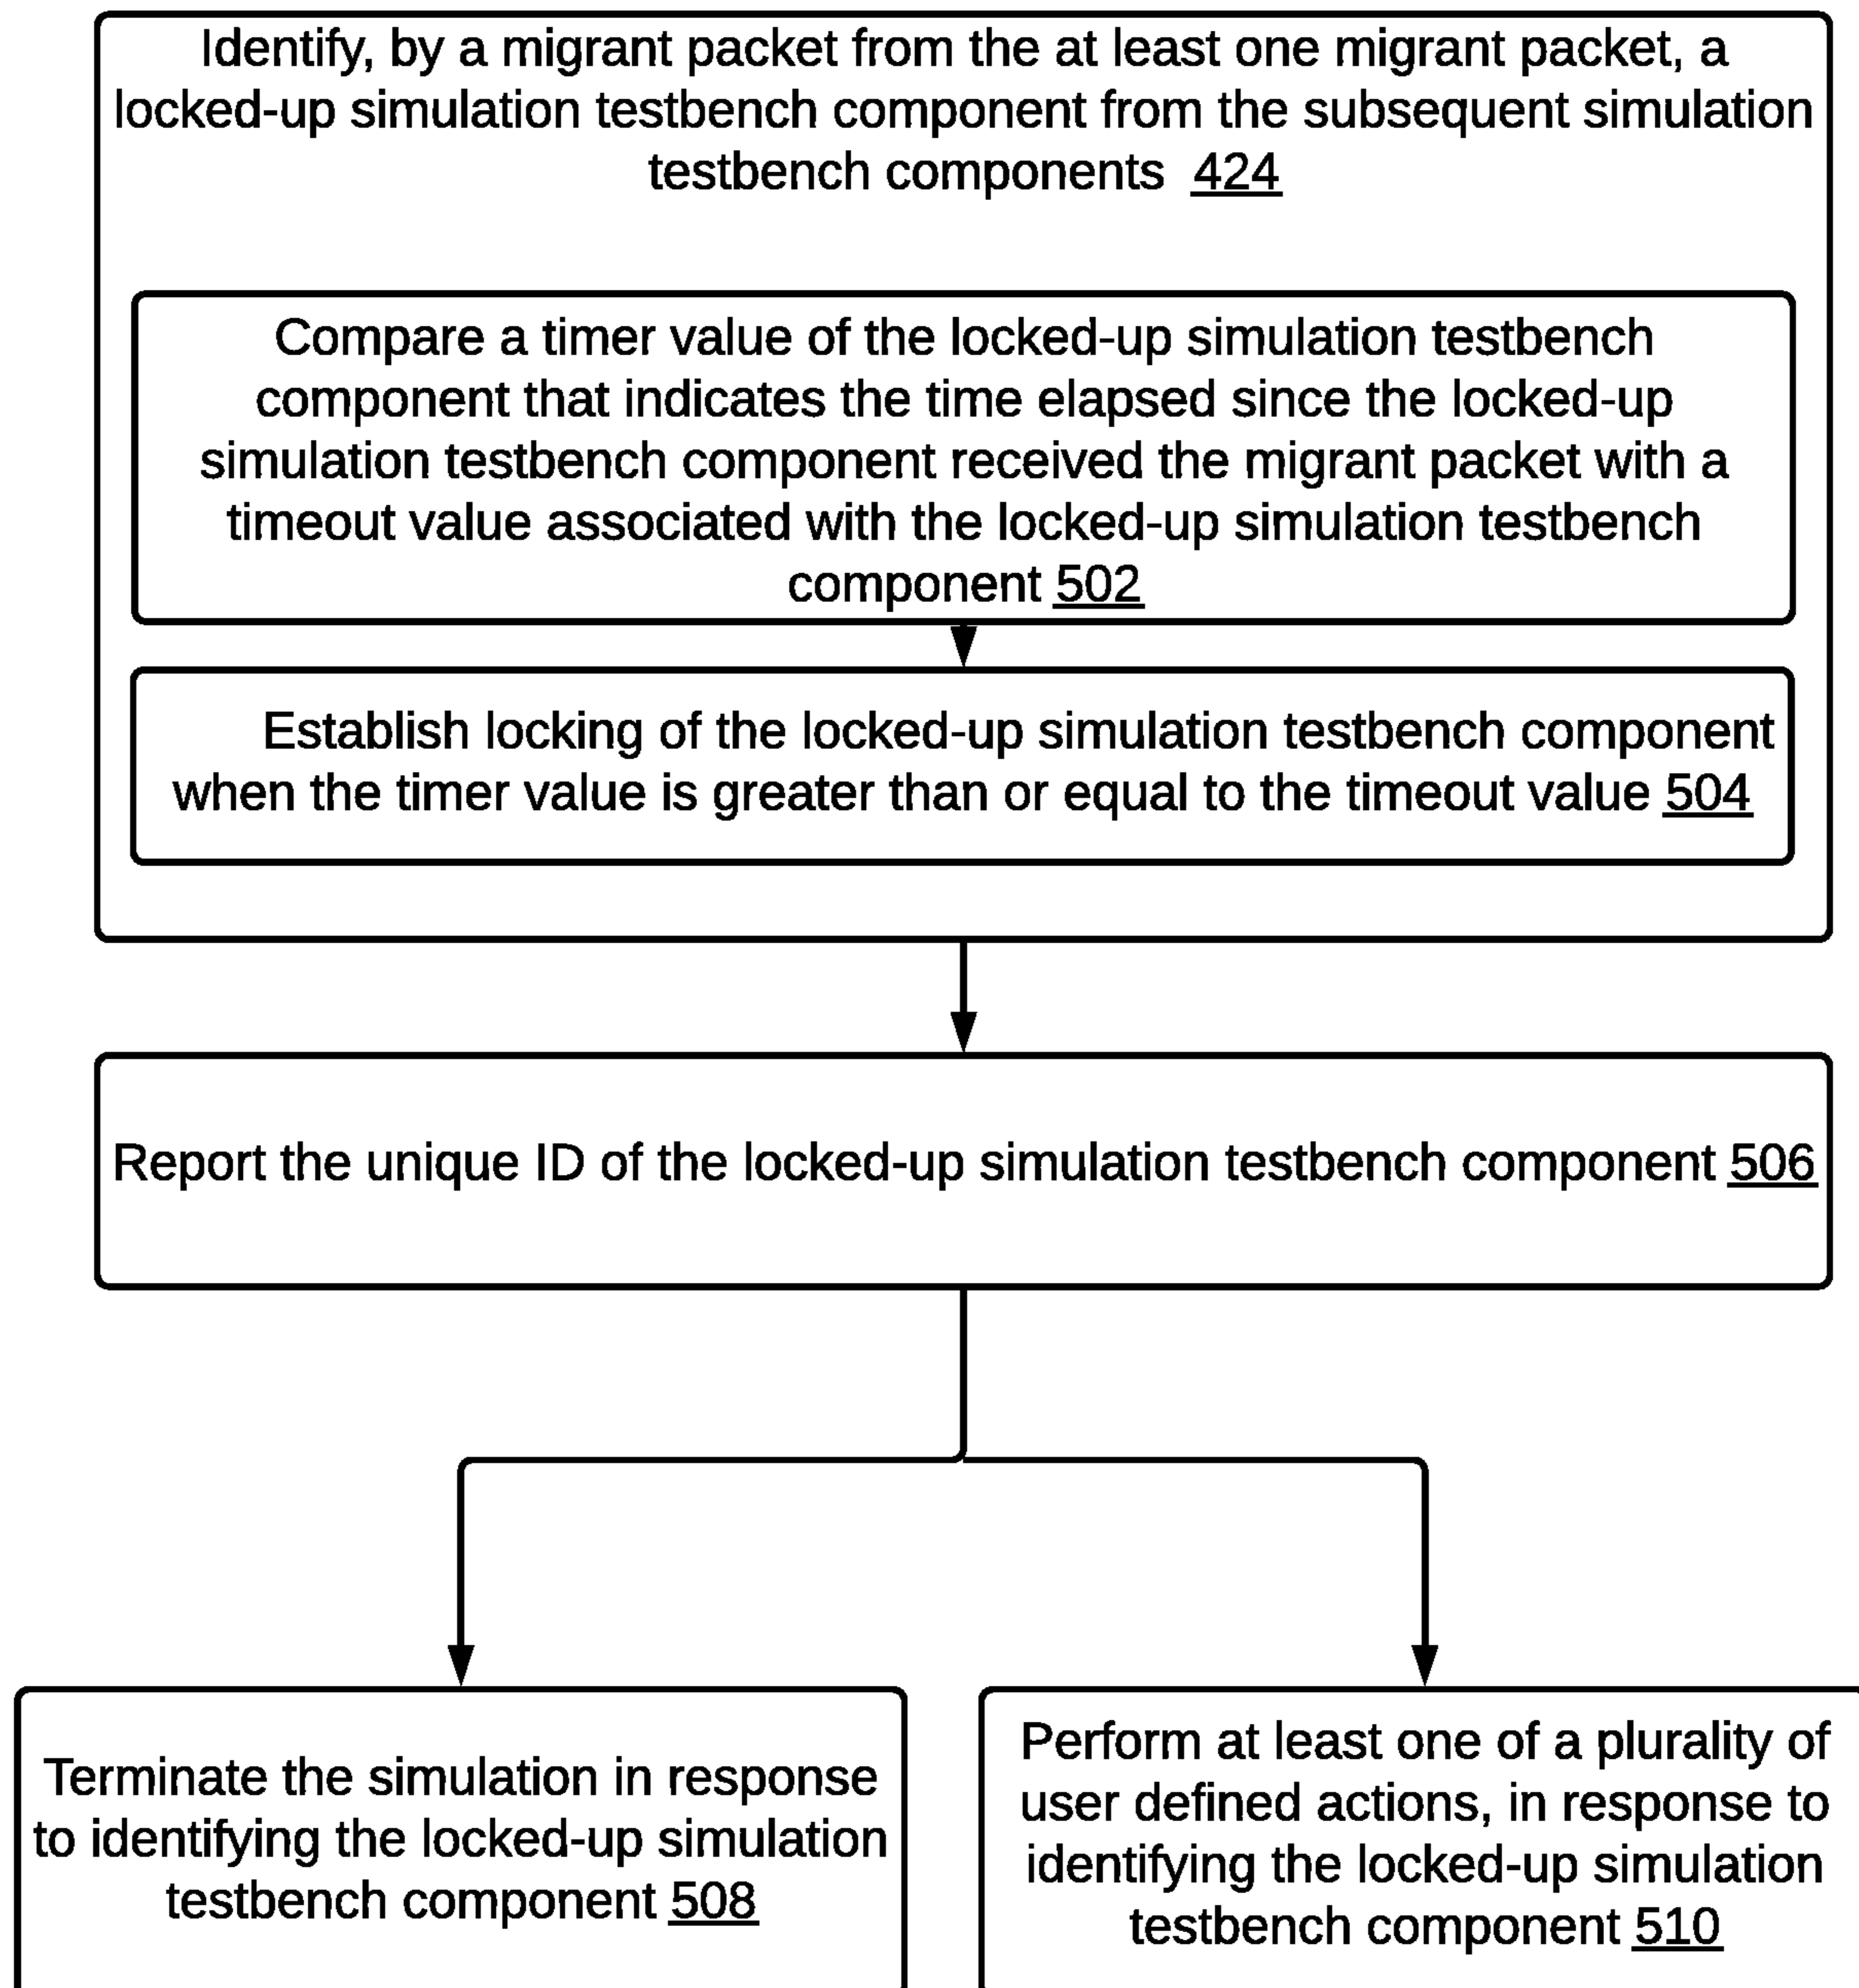 Identify, by a migrant packet from the at least one migrant packet, a
locked-up simulation testbench component from the subsequent simulation
testbench components 424
Compare a timer value of the locked-up simulation testbench
component that indicates the time elapsed since the locked-up
simulation testbench component received the migrant packet with a
timeout value associated with the locked-up simulation testbench
component 502
Establish locking of the locked-up simulation testbench component
when the timer value is greater than or equal to the timeout value 504
Report the unique ID of the locked-up simulation testbench component 506
Terminate the simulation in response
to identifying the locked-up simulation
testbench component 508
Perform at least one of a plurality of
user defined actions, in response to
identifying the locked-up simulation
testbench component 510